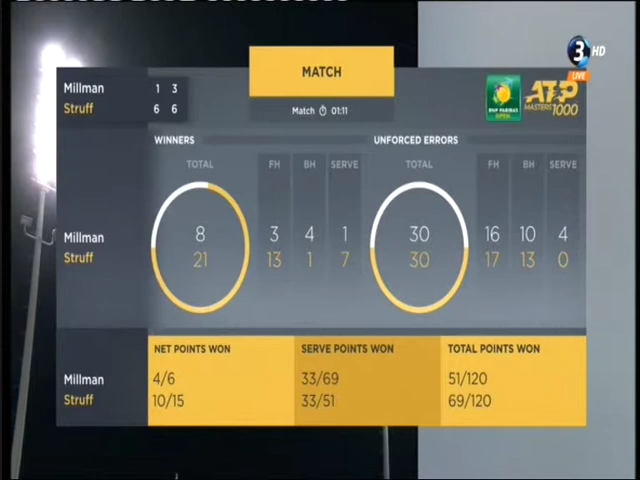 3 HD
LIVE
MATCH
Millman 1 3
Struff 6 6
Match 01:11
BNP PARIBAS OPEN
ATP
MASTERS 1000
WINNERS
UNFORCED ERRORS
TOTAL FH BH SERVE
TOTAL FH BH SERVE
Millman 8 3 4 1 30 16 10 4
Struff 21 13 1 7 30 17 13 0
NET POINTS WON SERVE POINTS WON TOTAL POINTS WON
Millman 4/6 33/69 51/120
Struff 10/15 33/51 69/120